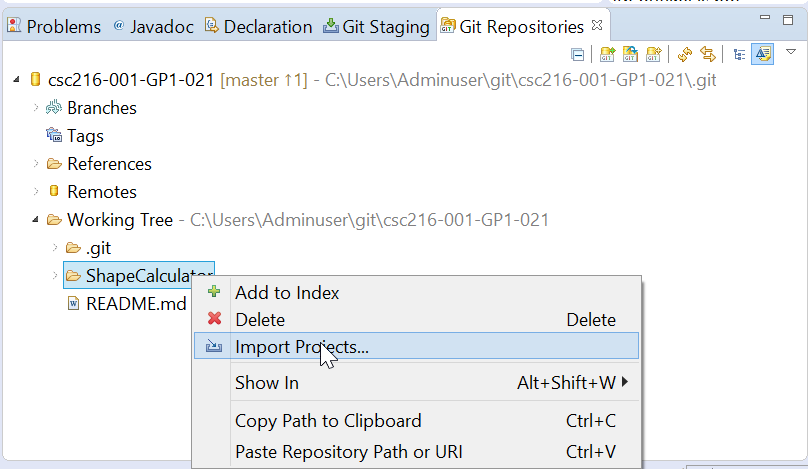 Problems @ Javadoc Declaration Git Staging Git Repositories
csc216-001-GP1-021 [master ↑1] - C:\Users\Adminuser\git\csc216-001-GP1-021\.git
Branches
Tags
References
Remotes
Working Tree - C:\Users\Adminuser\git\csc216-001-GP1-021
.git
ShapeCalculator
README.md
Add to Index
Delete Delete
Import Projects...
Show In Alt+Shift+W
Copy Path to Clipboard Ctrl+C
Paste Repository Path or URI Ctrl+V